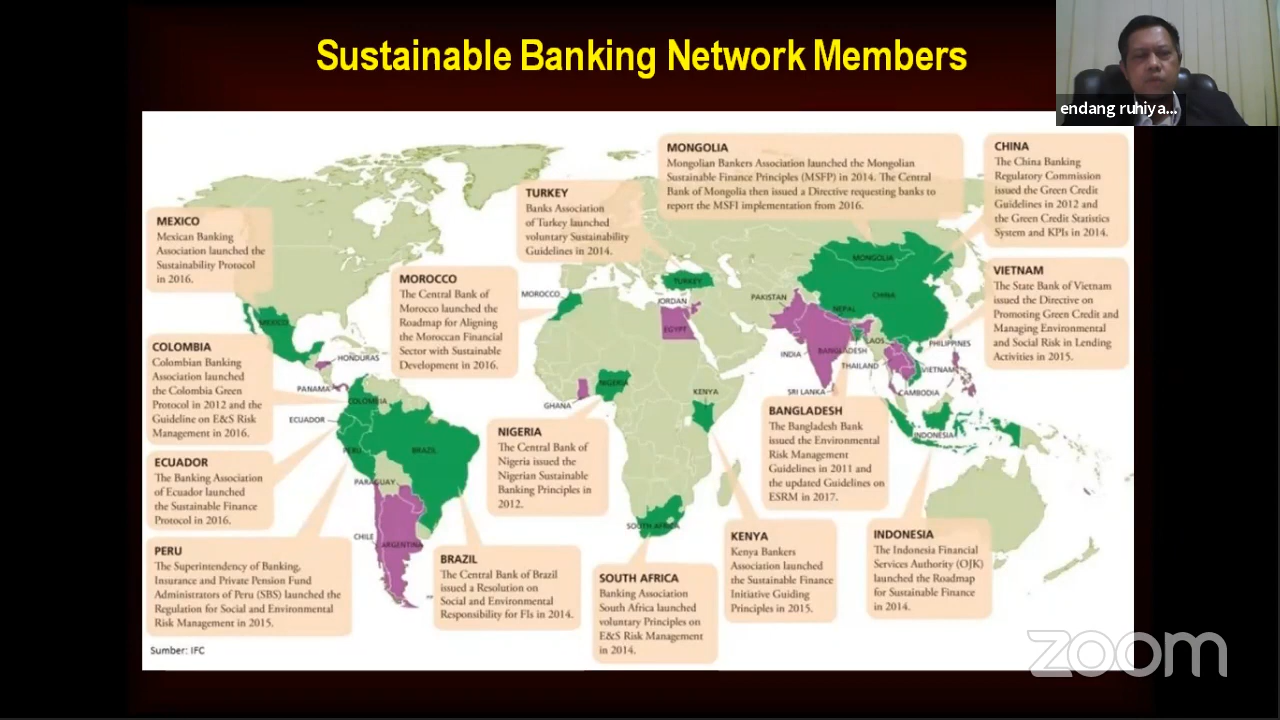 Sustainable Banking Network Members
endang ruhiya...
MONGOLIA
Mongolian Bankers Association launched the Mongolian
Sustainable Finance Principles (MSFP) in 2014. The Central
Bank of Mongolia then issued a Directive requesting banks to
report the MSFI implementation from 2016.
CHINA
The China Banking
Regulatory Commission
issued the Green Credit
Guidelines in 2012 and
the Green Credit Statistics
System and KPIs in 2014.
TURKEY
Banks Association
of Turkey launched
voluntary Sustainability
Guidelines in 2014.
MEXICO
Mexican Banking
Association launched the
Sustainability Protocol
in 2016.
MOROCCO
The Central Bank of
Morocco launched the
Roadmap for Aligning
the Moroccan Financial
Sector with Sustainable
Development in 2016.
VIETNAM
The State Bank of Vietnam
issued the Directive on
Promoting Green Credit and
Managing Environmental
and Social Risk in Lending
Activities in 2015.
COLOMBIA
Colombian Banking
Association launched
the Colombia Green
Protocol in 2012 and the
Guideline on E&S Risk
Management in 2016.
ECUADOR
The Banking Association
of Ecuador launched
the Sustainable Finance
Protocol in 2016.
NIGERIA
The Central Bank of
Nigeria issued the
Nigerian Sustainable
Banking Principles in
2012.
BANGLADESH
The Bangladesh Bank
issued the Environmental
Risk Management
Guidelines in 2011 and
the updated Guidelines on
ESRM in 2017.
PERU
The Superintendency of Banking,
Insurance and Private Pension Fund
Administrators of Peru (SBS) launched the
Regulation for Social and Environmental
Risk Management in 2015.
BRAZIL
The Central Bank of Brazil
issued a Resolution on
Social and Environmental
Responsibility for FIs in 2014.
SOUTH AFRICA
Banking Association
South Africa launched
voluntary Principles on
E&S Risk Management
in 2014.
KENYA
Kenya Bankers
Association launched
the Sustainable Finance
Initiative Guiding
Principles in 2015.
INDONESIA
The Indonesia Financial
Services Authority (OJK)
launched the Roadmap
for Sustainable Finance
in 2014.
MEXICO
HONDURAS
PANAMA
COLOMBIA
ECUADOR
PERU
BRAZIL
PARAGUAY
CHILE
ARGENTINA
MOROCCO
TURKEY
JORDAN
EGYPT
GHANA
NIGERIA
KENYA
SOUTH AFRICA
PAKISTAN
MONGOLIA
CHINA
NEPAL
INDIA
BANGLADESH
LAOS
THAILAND
PHILIPPINES
VIETNAM
SRI LANKA
CAMBODIA
INDONESIA
Sumber: IFC
zoom